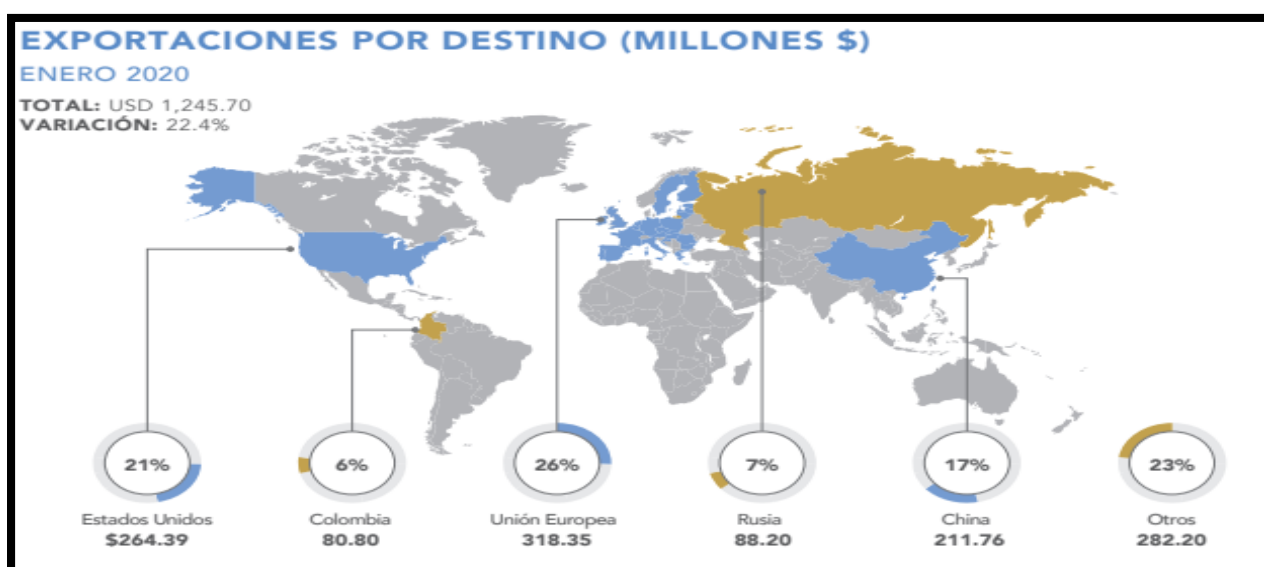 EXPORTACIONES POR DESTINO (MILLONES $)
ENERO 2020
TOTAL: USD 1,245.70
VARIACIÓN: 22.4%
21%
6%
26%
7%
17%
23%
Estados Unidos
Colombia
Unión Europea
Rusia
China
Otros
$264.39
80.80
318.35
88.20
211.76
282.20